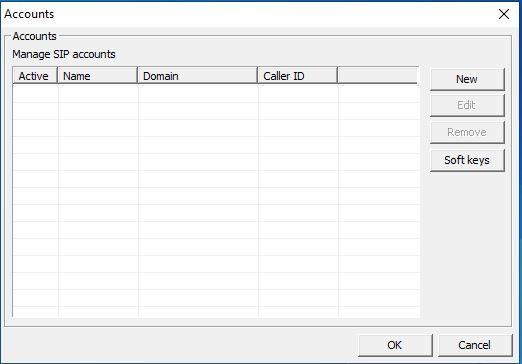 Accounts
Accounts
Manage SIP accounts
Active Name Domain Caller ID
New
Edit
Remove
Soft keys
OK Cancel